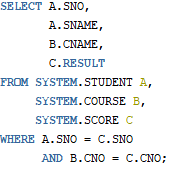 SELECT A.SNO,
A.SNAME,
B.CNAME,
C.RESULT
FROM SYSTEM.STUDENT A,
SYSTEM.COURSE B,
SYSTEM.SCORE C
WHERE A.SNO = C.SNO
AND B.CNO = C.CNO;